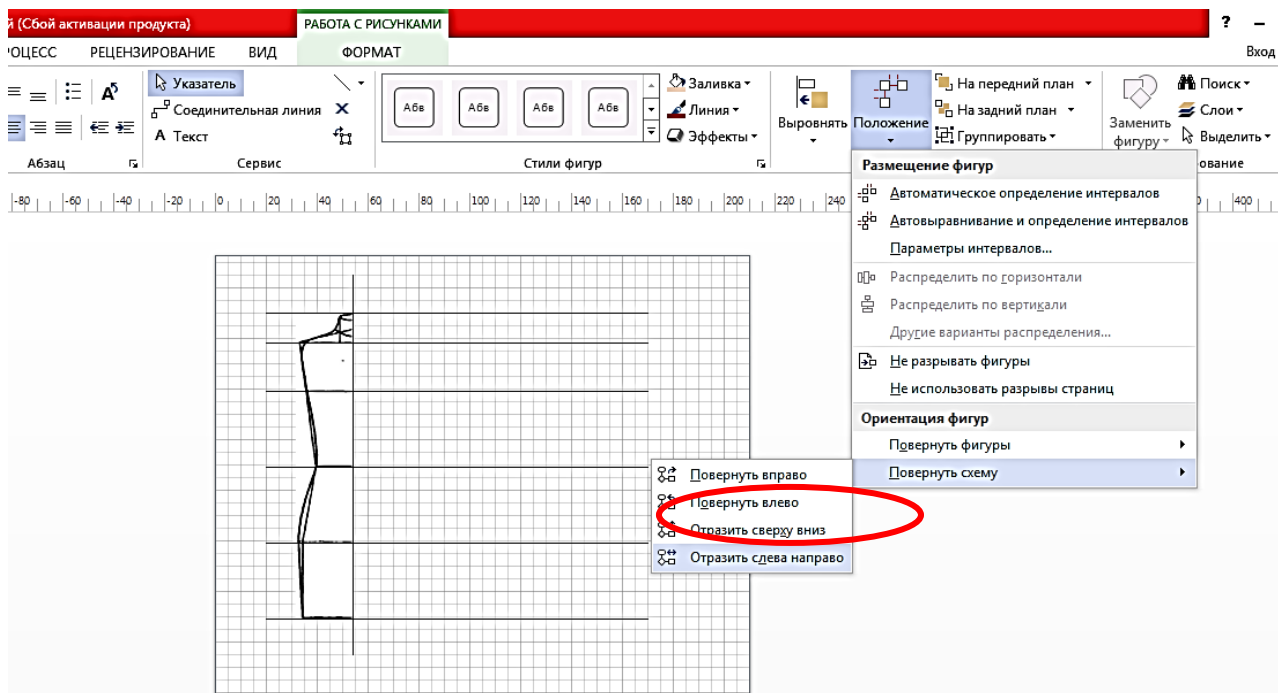 й (Сбой активации продукта) РАБОТА С РИСУНКАМИ ? –
РОЦЕСС РЕЦЕНЗИРОВАНИЕ ВИД ФОРМАТ Вход
Указатель Заливка На передний план Поиск
Соединительная линия Абв Абв Абв Абв Линия На задний план Слои
А Текст Эффекты Выровнять Положение Группировать Заменить фигуру Выделить
Абзац Сервис Стили фигур ование
-80 -60 -40 -20 0 20 40 60 80 100 120 140 160 180 200 220 240 400
Размещение фигур
Автоматическое определение интервалов
Автовыравнивание и определение интервалов
Параметры интервалов...
Распределить по горизонтали
Распределить по вертикали
Другие варианты распределения...
Не разрывать фигуры
Не использовать разрывы страниц
Ориентация фигур
Повернуть фигуры
Повернуть схему
Повернуть вправо
Повернуть влево
Отразить сверху вниз
Отразить слева направо